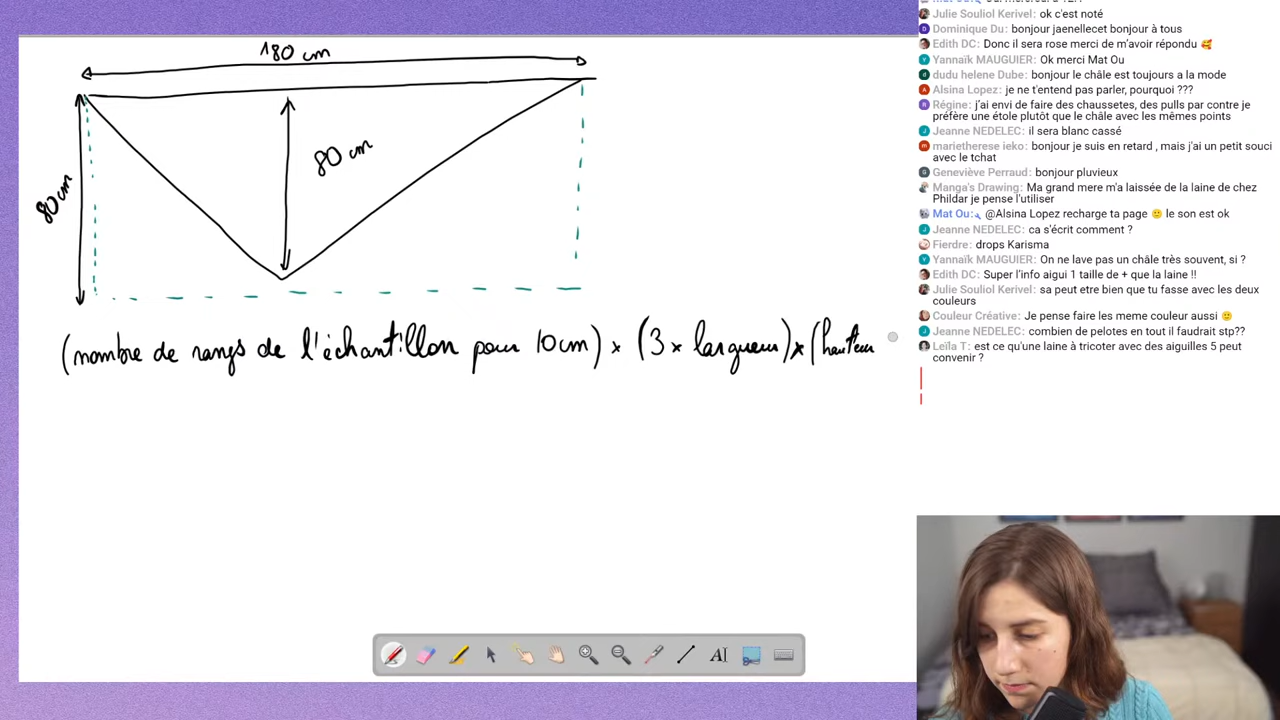 180 cm
80 cm
80 cm
(nombre de rangs de l'échantillon pour 10cm) × (3 × largueur) × (hauteur
AI
Julie Souliol Kerivel: ok c'est noté
Dominique Du: bonjour jaenellecet bonjour à tous
Edith DC: Donc il sera rose merci de m'avoir répondu 🥰
Yannaïk MAUGUIER: Ok merci Mat Ou
dudu helene Dube: bonjour le châle est toujours a la mode
Alsina Lopez: je ne t'entend pas parler, pourquoi ???
Régine: j'ai envi de faire des chaussetes, des pulls par contre je
préfère une étole plutôt que le châle avec les mêmes points
Jeanne NEDELEC: il sera blanc cassé
marietherese ieko: bonjour je suis en retard , mais j'ai un petit souci
avec le tchat
Geneviève Perraud: bonjour pluvieux
Manga's Drawing: Ma grand mere m'a laissée de la laine de chez
Phildar je pense l'utiliser
Mat Ou: @Alsina Lopez recharge ta page 🙂 le son est ok
Jeanne NEDELEC: ca s'écrit comment ?
Fierdre: drops Karisma
Yannaïk MAUGUIER: On ne lave pas un châle très souvent, si ?
Edith DC: Super l'info aigui 1 taille de + que la laine !!
Julie Souliol Kerivel: sa peut etre bien que tu fasse avec les deux
couleurs
Couleur Créative: Je pense faire les meme couleur aussi 🙂
Jeanne NEDELEC: combien de pelotes en tout il faudrait stp??
Leïla T: est ce qu'une laine à tricoter avec des aiguilles 5 peut
convenir ?